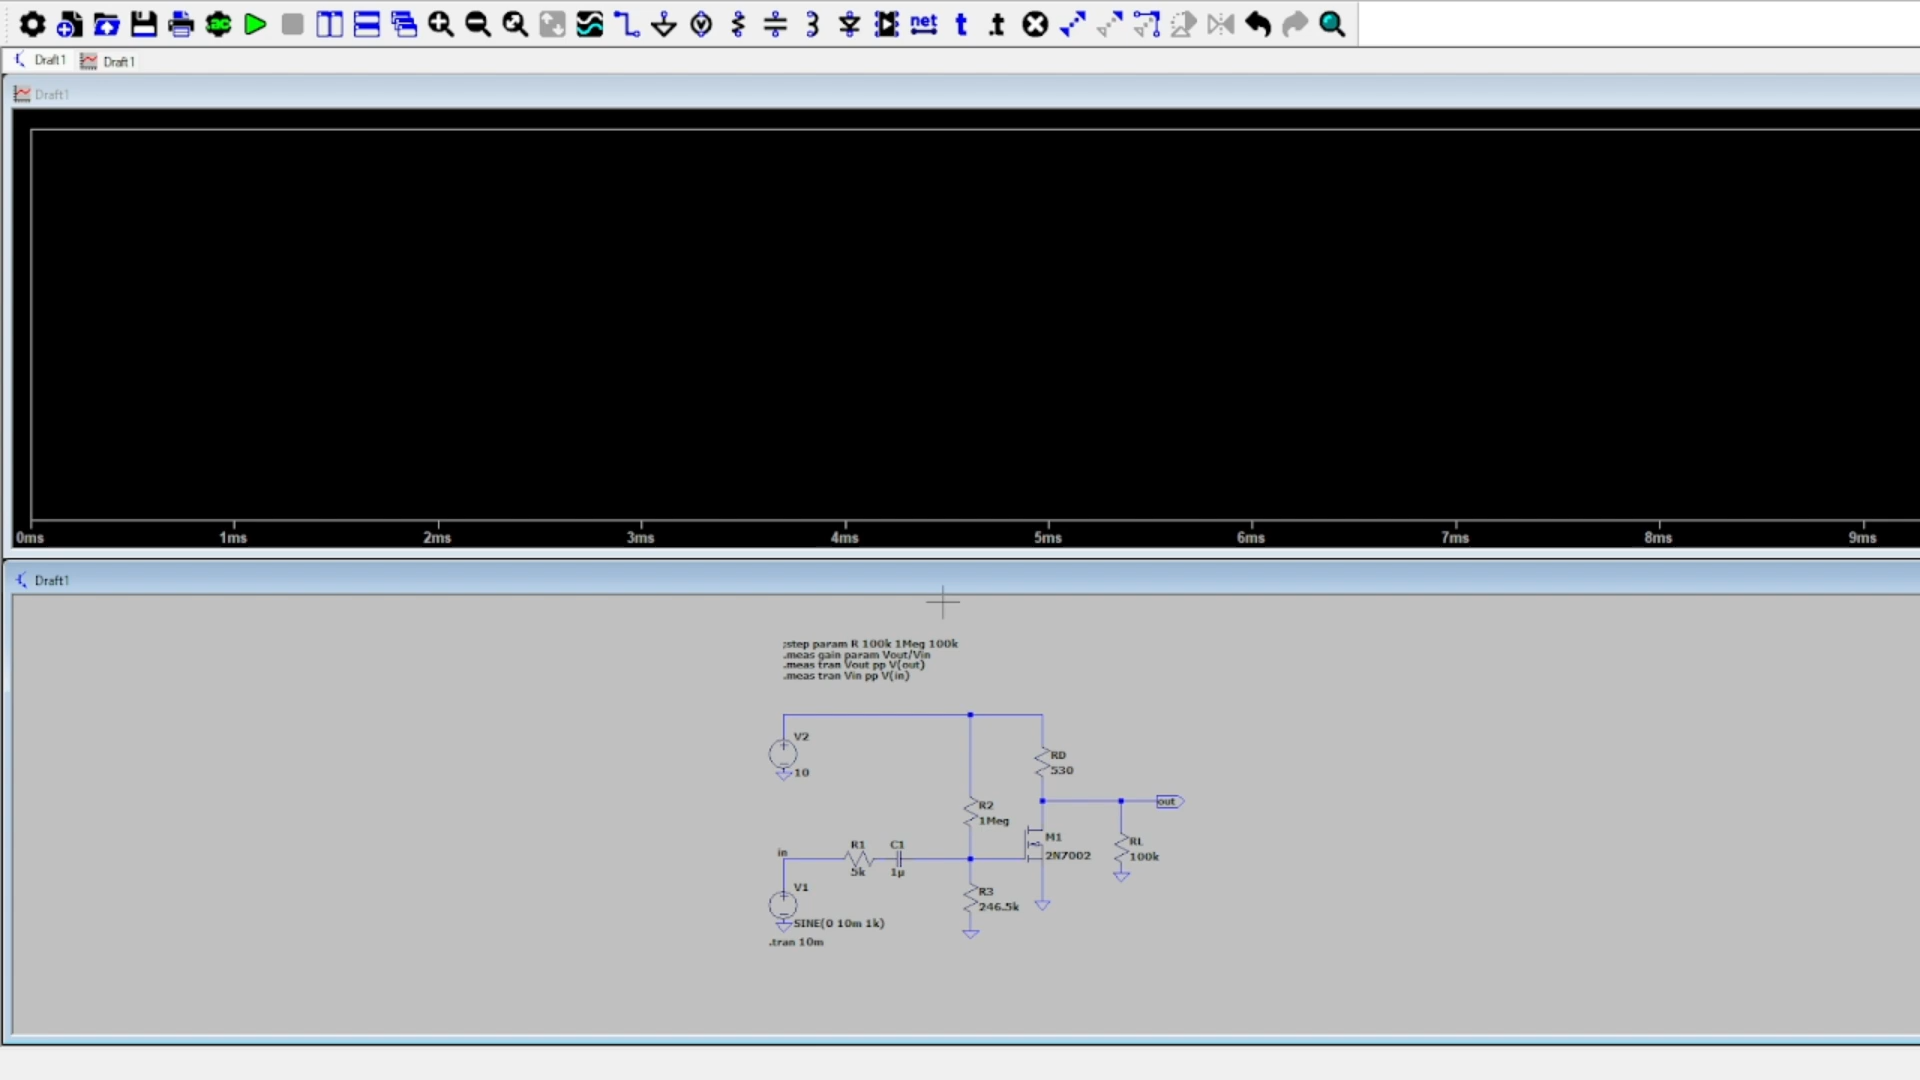 ac net t .t
Draft1 Draft1
Draft1
0ms 1ms 2ms 3ms 4ms 5ms 6ms 7ms 8ms 9ms
Draft1
;step param R 100k 1Meg 100k
.meas gain param Vout/Vin
.meas tran Vout pp V(out)
.meas tran Vin pp V(in)
V2
10
RD
530
out
R2
1Meg
M1
2N7002
RL
100k
in
R1
5k
C1
1µ
V1
SINE(0 10m 1k)
R3
246.5k
.tran 10m